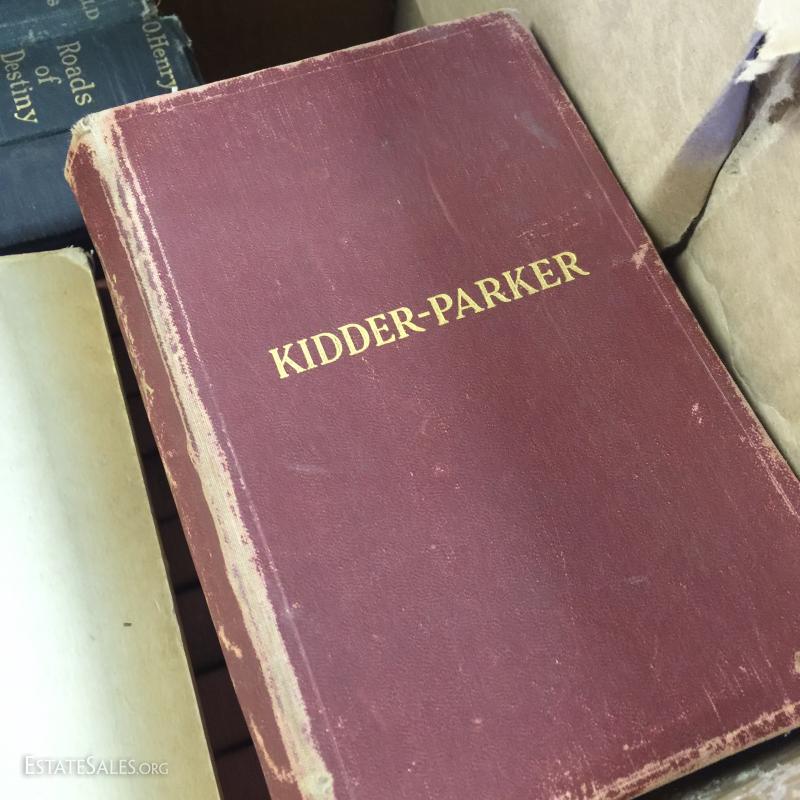 O. Henry
Roads
of
Destiny
KIDDER-PARKER
ESTATESALES.ORG